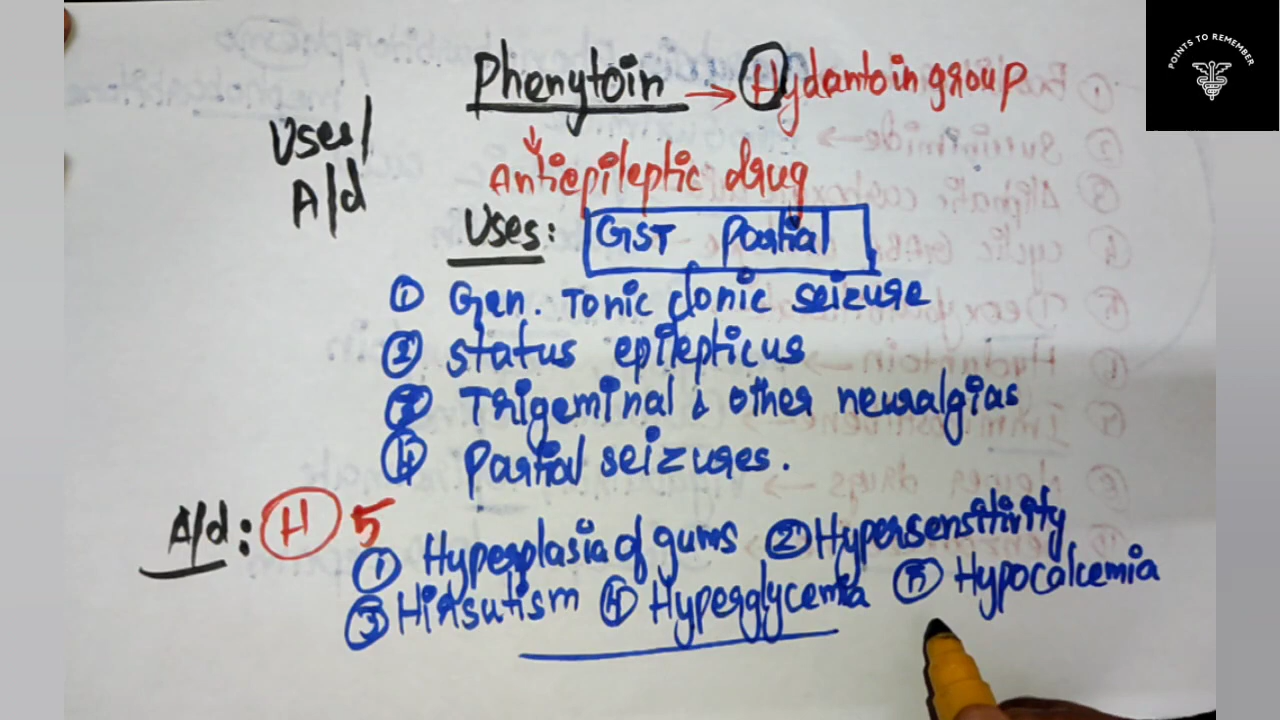 POINTS TO REMEMBER
Phenytoin → Hydantoin group
Uses/
A/d
Antiepileptic drug
Uses: GST Partial
① Gen. Tonic clonic seizure
② status epilepticus
③ Trigeminal & other neuralgias
④ Partial seizures.
A/d: H 5
① Hyperplasia of gums ② Hypersensitivity
③ Hirsutism ④ Hyperglycemia ⑤ Hypocalcemia